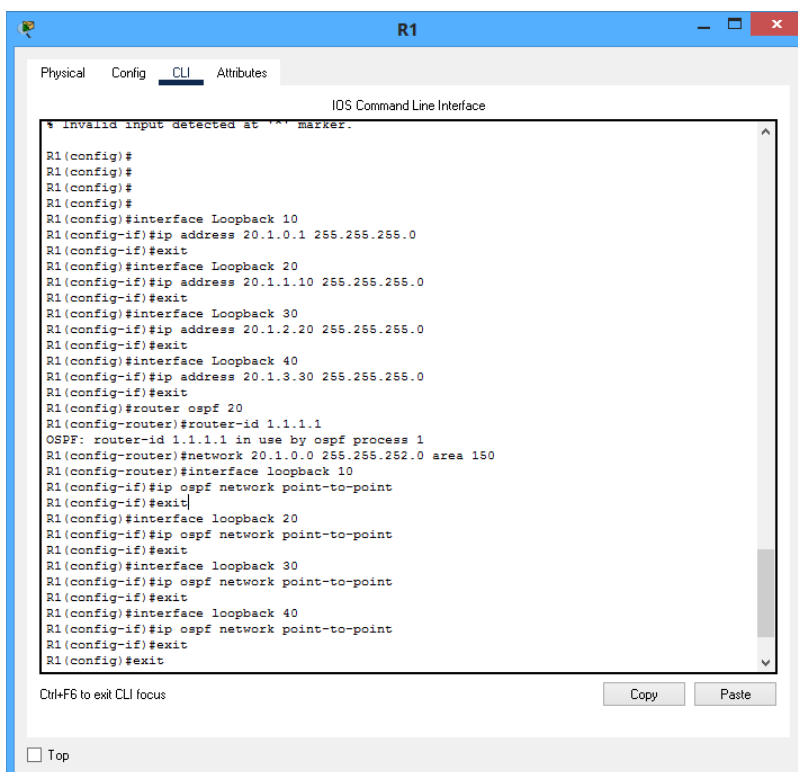 R1
Physical Config CLI Attributes
IOS Command Line Interface
% Invalid input detected at '^' marker.
R1(config)#
R1(config)#
R1(config)#
R1(config)#
R1(config)#interface Loopback 10
R1(config-if)#ip address 20.1.0.1 255.255.255.0
R1(config-if)#exit
R1(config)#interface Loopback 20
R1(config-if)#ip address 20.1.1.10 255.255.255.0
R1(config-if)#exit
R1(config)#interface Loopback 30
R1(config-if)#ip address 20.1.2.20 255.255.255.0
R1(config-if)#exit
R1(config)#interface Loopback 40
R1(config-if)#ip address 20.1.3.30 255.255.255.0
R1(config-if)#exit
R1(config)#router ospf 20
R1(config-router)#router-id 1.1.1.1
OSPF: router-id 1.1.1.1 in use by ospf process 1
R1(config-router)#network 20.1.0.0 255.255.252.0 area 150
R1(config-router)#interface loopback 10
R1(config-if)#ip ospf network point-to-point
R1(config-if)#exit
R1(config)#interface loopback 20
R1(config-if)#ip ospf network point-to-point
R1(config-if)#exit
R1(config)#interface loopback 30
R1(config-if)#ip ospf network point-to-point
R1(config-if)#exit
R1(config)#interface loopback 40
R1(config-if)#ip ospf network point-to-point
R1(config-if)#exit
R1(config)#exit
Ctrl+F6 to exit CLI focus
Copy Paste
Top